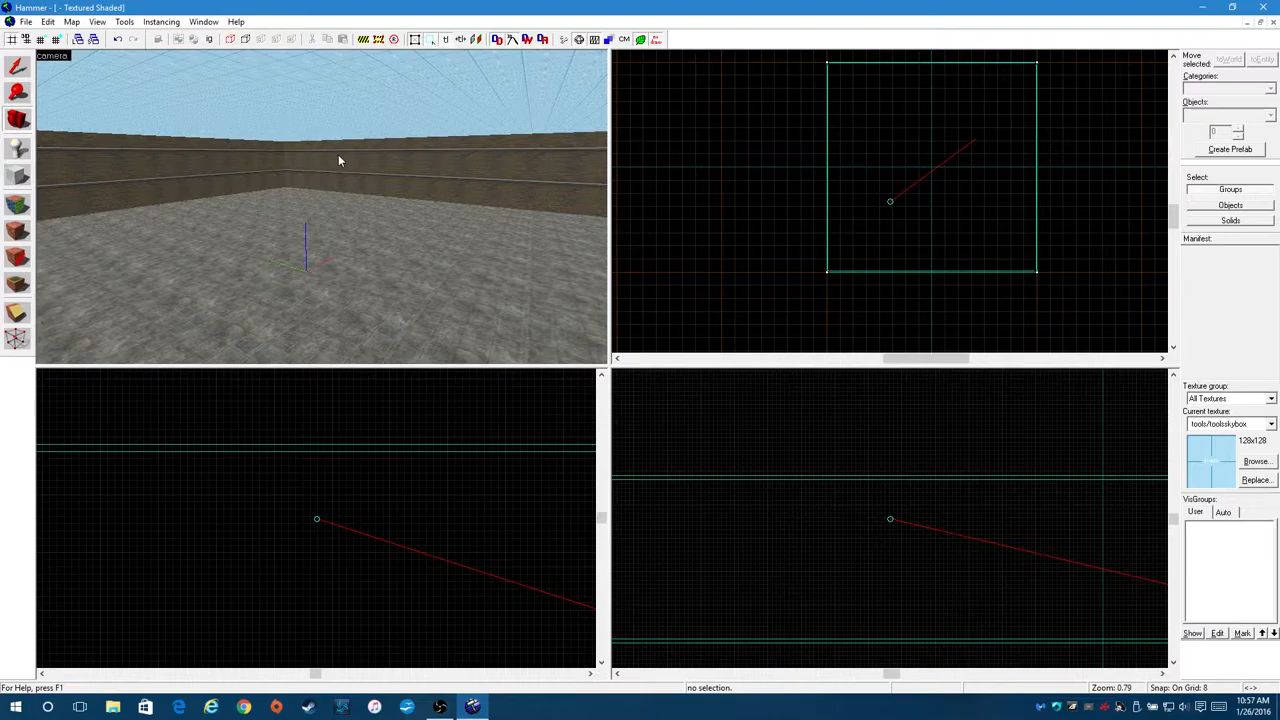 Hammer - [ - Textured Shaded]
File Edit Map View Tools Instancing Window Help
camera
Move
selected:
toWorld
toEntity
Categories:
Objects:
0
Create Prefab
Select:
Groups
Objects
Solids
Manifest:
Texture group:
All Textures
Current texture:
tools/toolsskybox
128x128
Browse...
Replace...
VisGroups:
User Auto
Show Edit Mark
For Help, press F1
no selection.
Zoom: 0.79
Snap: On Grid: 8
<->
10:57 AM
1/26/2016